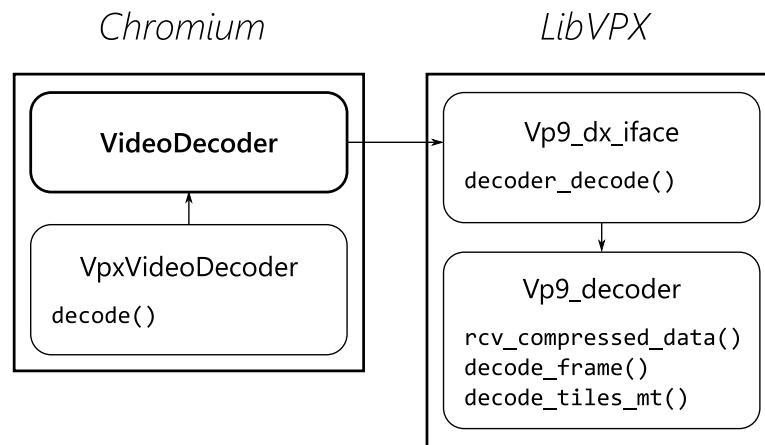 Chromium
LibVPX
VideoDecoder
VpxVideoDecoder
decode()
Vp9_dx_iface
decoder_decode()
Vp9_decoder
rcv_compressed_data()
decode_frame()
decode_tiles_mt()